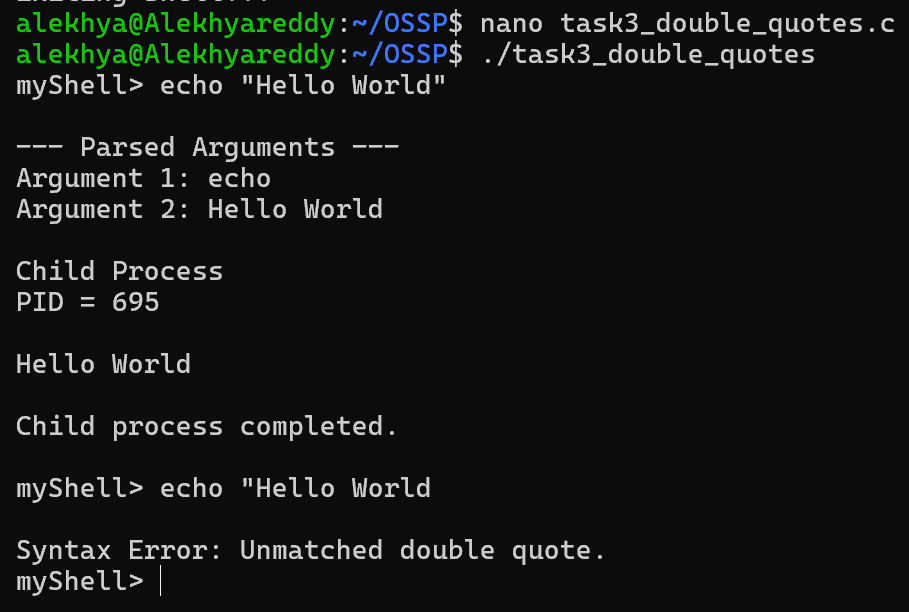 alekhya@Alekhyareddy:~/OSSP$ nano task3_double_quotes.c
alekhya@Alekhyareddy:~/OSSP$ ./task3_double_quotes
myShell> echo "Hello World"
--- Parsed Arguments ---
Argument 1: echo
Argument 2: Hello World
Child Process
PID = 695
Hello World
Child process completed.
myShell> echo "Hello World
Syntax Error: Unmatched double quote.
myShell>